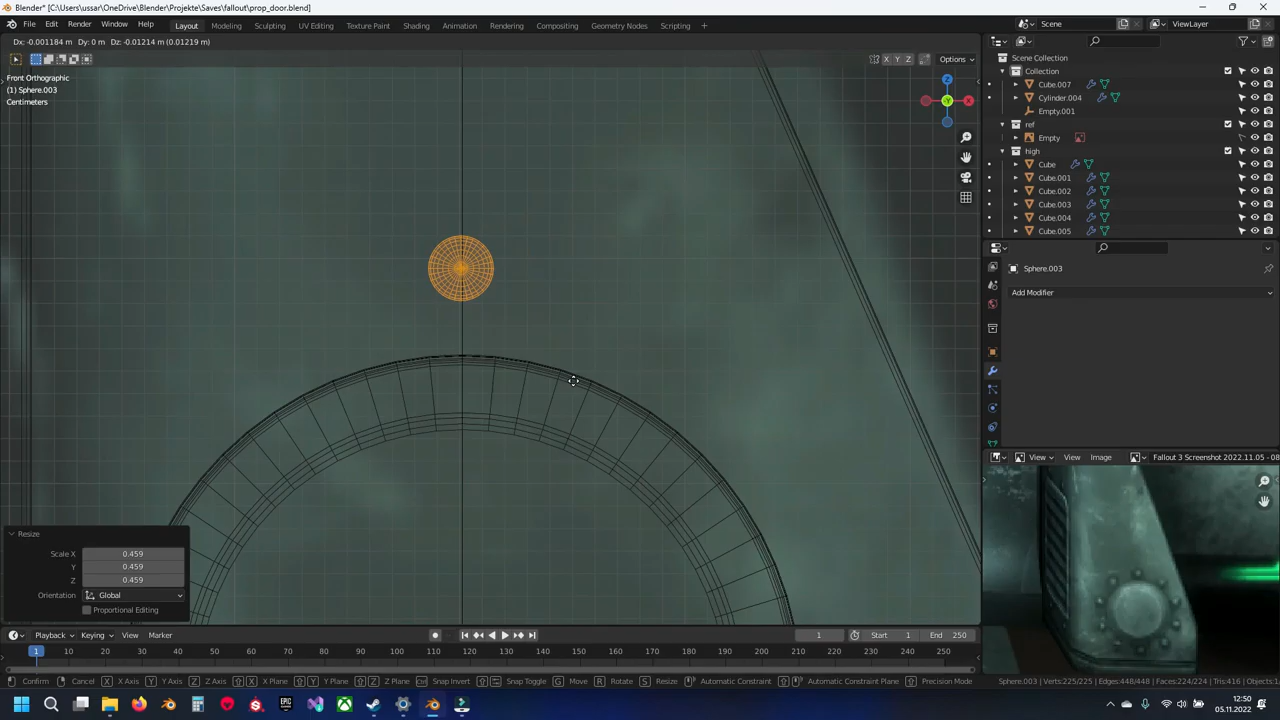 Blender* [C:\Users\ussar\OneDrive\Blender\Projekte\Saves\fallout\prop_door.blend]
File Edit Render Window Help Layout Modeling Sculpting UV Editing Texture Paint Shading Animation Rendering Compositing Geometry Nodes Scripting + Scene ViewLayer
Dx: -0.001184 m Dy: 0 m Dz: -0.01214 m (0.01219 m)
X Y Z Options
Front Orthographic
(1) Sphere.003
Centimeters
Z
Y X
Scene Collection
Collection
Cube.007
Cylinder.004
Empty.001
ref
Empty
high
Cube
Cube.001
Cube.002
Cube.003
Cube.004
Cube.005
Sphere.003
Add Modifier
View View Image Fallout 3 Screenshot 2022.11.05 - 08
Resize
Scale X 0.459
Y 0.459
Z 0.459
Orientation Global
Proportional Editing
Playback Keying View Marker 1 Start 1 End 250
1 10 20 30 40 50 60 70 80 90 100 110 120 130 140 150 160 170 180 190 200 210 220 230 240 250
Confirm Cancel X X Axis Y Y Axis Z Z Axis X X Plane Y Y Plane Z Z Plane Ctrl Snap Invert Snap Toggle G Move R Rotate S Resize Automatic Constraint Automatic Constraint Plane Precision Mode Sphere.003 | Verts:225/225 | Edges:448/448 | Faces:224/224 | Tris:416 | Objects:1
12:50
05.11.2022